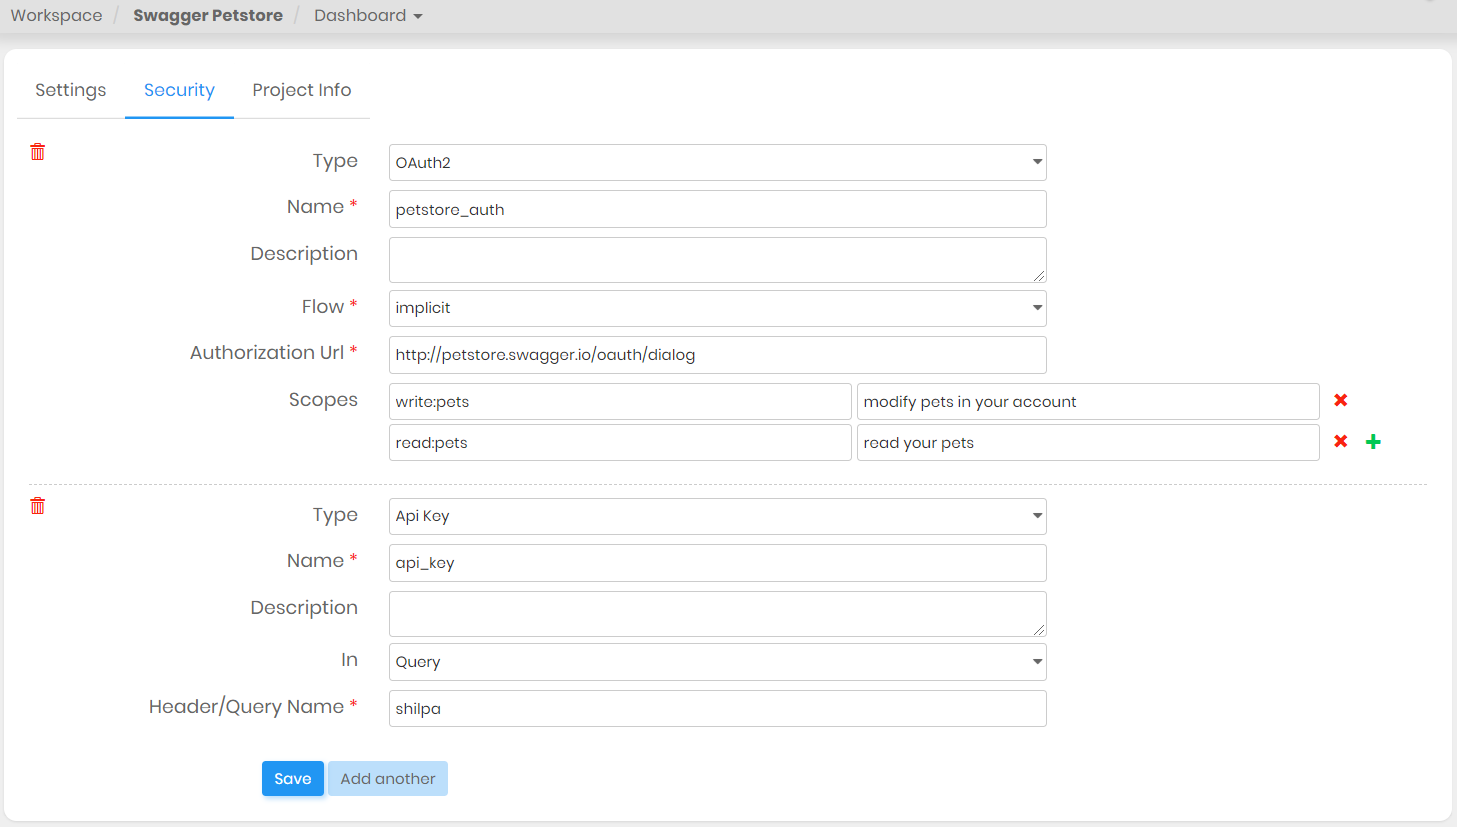 Workspace / Swagger Petstore / Dashboard
Settings Security Project Info
Type OAuth2
Name * petstore_auth
Description
Flow * implicit
Authorization Url * http://petstore.swagger.io/oauth/dialog
Scopes write:pets modify pets in your account
read:pets read your pets
Type Api Key
Name * api_key
Description
In Query
Header/Query Name * shilpa
Save Add another